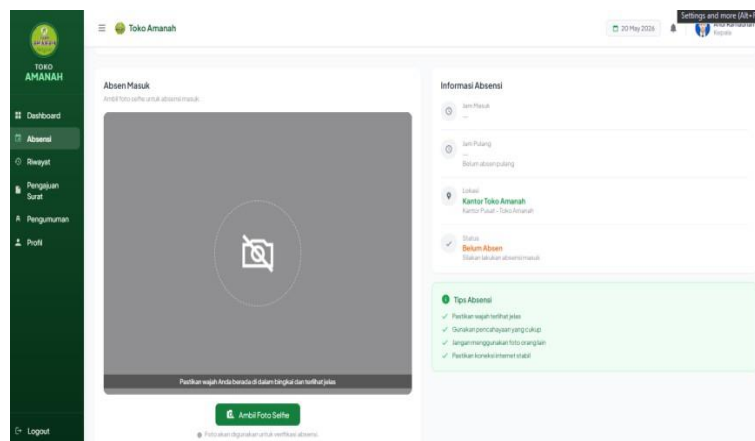 Settings and more (Alt+F
Toko Amanah
20 May 2026
Kepala
TOKO
AMANAH
Dashboard
Absensi
Riwayat
Pengajuan
Surat
Pengumuman
Profil
Logout
Absen Masuk
Ambil foto selfie untuk absensi masuk.
Pastikan wajah Anda berada di dalam bingkai dan terlihat jelas
Ambil Foto Selfie
Foto akan digunakan untuk verifikasi absensi.
Informasi Absensi
Jam Masuk
Jam Pulang
Belum absen pulang
Lokasi
Kantor Toko Amanah
Kantor Pusat - Toko Amanah
Status
Belum Absen
Silakan lakukan absensi masuk
Tips Absensi
Pastikan wajah terlihat jelas
Gunakan pencahayaan yang cukup
Jangan menggunakan foto orang lain
Pastikan koneksi internet stabil